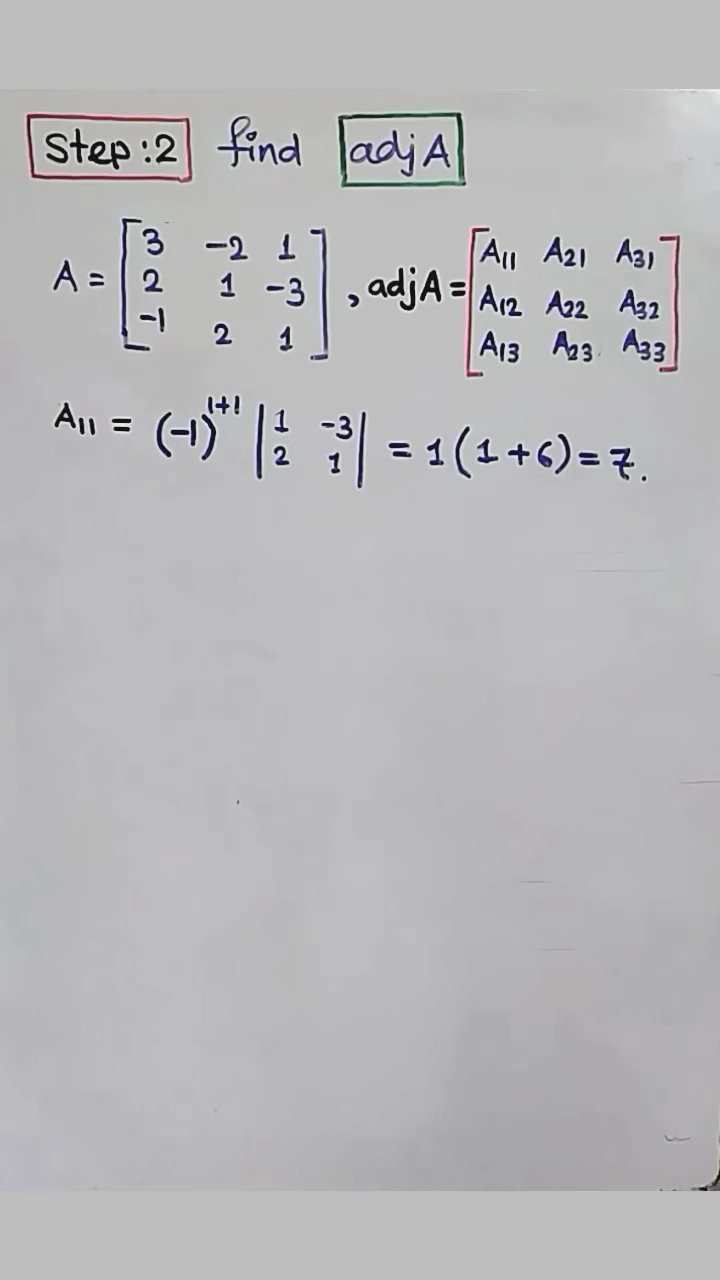 Step:2 find adj A
A = [3 -2 1; 2 1 -3; -1 2 1], adjA = [A11 A21 A31; A12 A22 A32; A13 A23 A33]
A11 = (-1)^1+1 |1 -3; 2 1| = 1(1+6) = 7.